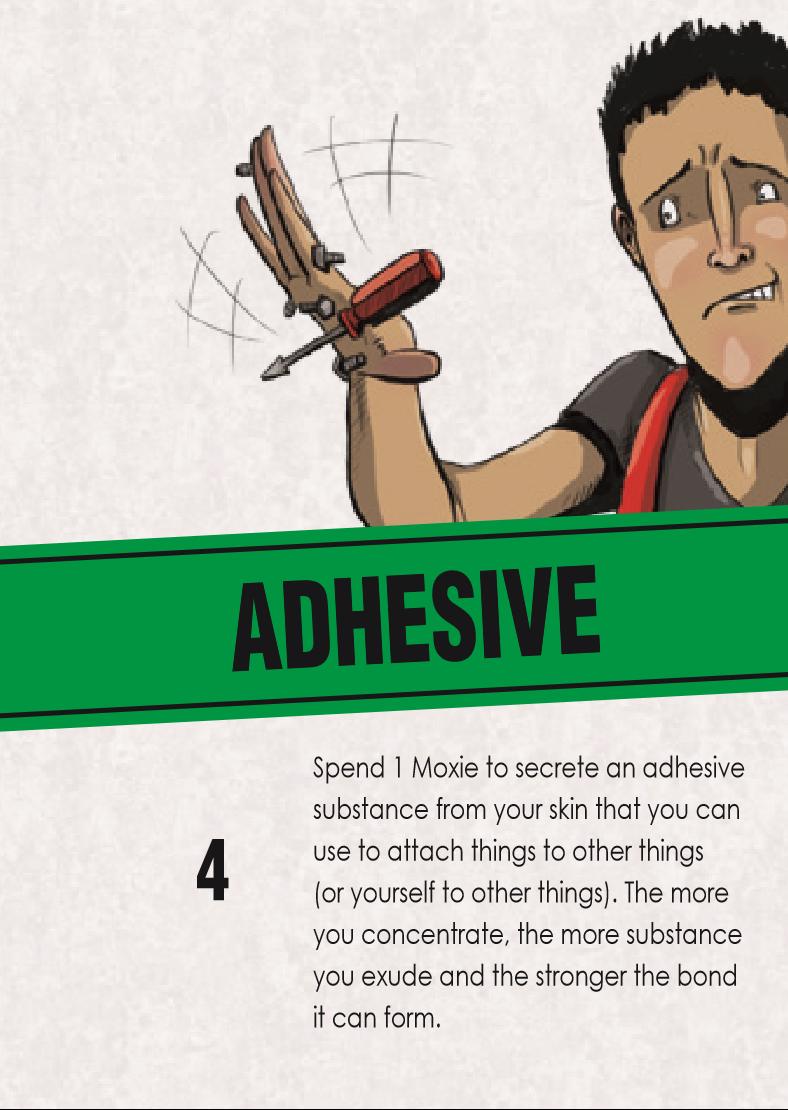 ADHESIVE
4
Spend 1 Moxie to secrete an adhesive
substance from your skin that you can
use to attach things to other things
(or yourself to other things). The more
you concentrate, the more substance
you exude and the stronger the bond
it can form.